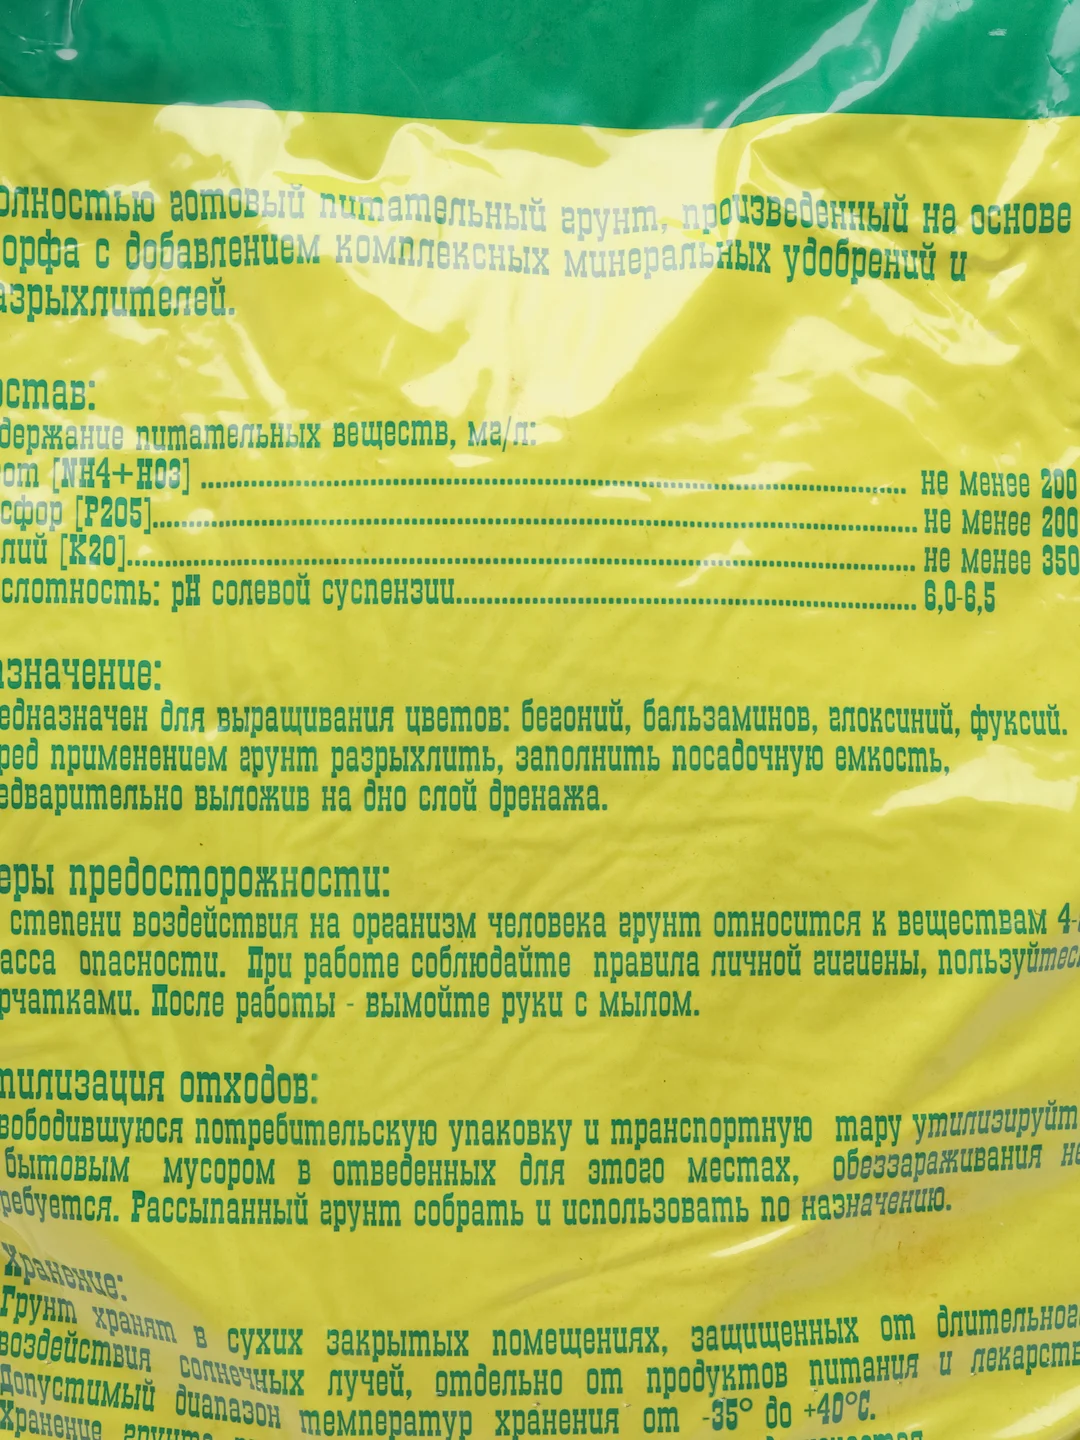 олностью готовый питательный грунт, произведенный на основе
орфа с добавлением комплексных минеральных удобрений и
азрыхлителей.
остав:
держание питательных веществ, мг/л:
от [NH4+НО3] не менее 200
сфор [P2O5] не менее 200
лий [K2O] не менее 350
слотность: рН солевой суспензии 6,0-6,5
азначение:
едназначен для выращивания цветов: бегоний, бальзаминов, глоксиний, фуксий.
ред применением грунт разрыхлить, заполнить посадочную емкость,
едварительно выложив на дно слой дренажа.
еры предосторожности:
степени воздействия на организм человека грунт относится к веществам 4-
асса опасности. При работе соблюдайте правила личной гигиены, пользуйтесь
рчатками. После работы - вымойте руки с мылом.
тилизация отходов:
вободившуюся потребительскую упаковку и транспортную тару утилизируйт
бытовым мусором в отведенных для этого местах, обеззараживания не
ребуется. Рассыпанный грунт собрать и использовать по назначению.
Хранение:
Грунт хранят в сухих закрытых помещениях, защищенных от длительног
воздействия солнечных лучей, отдельно от продуктов питания и лекарств
Допустимый диапазон температур хранения от -35° до +40°С.
Хранение грунта